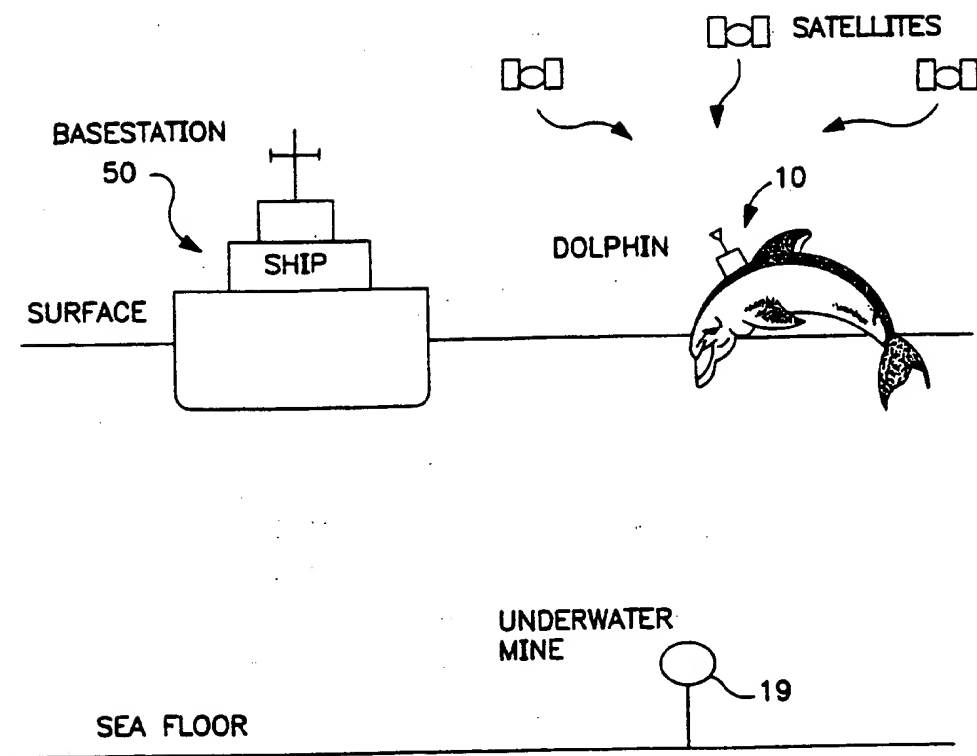 SATELLITES
BASESTATION
50
10
DOLPHIN
SHIP
SURFACE
UNDERWATER
MINE
19
SEA FLOOR